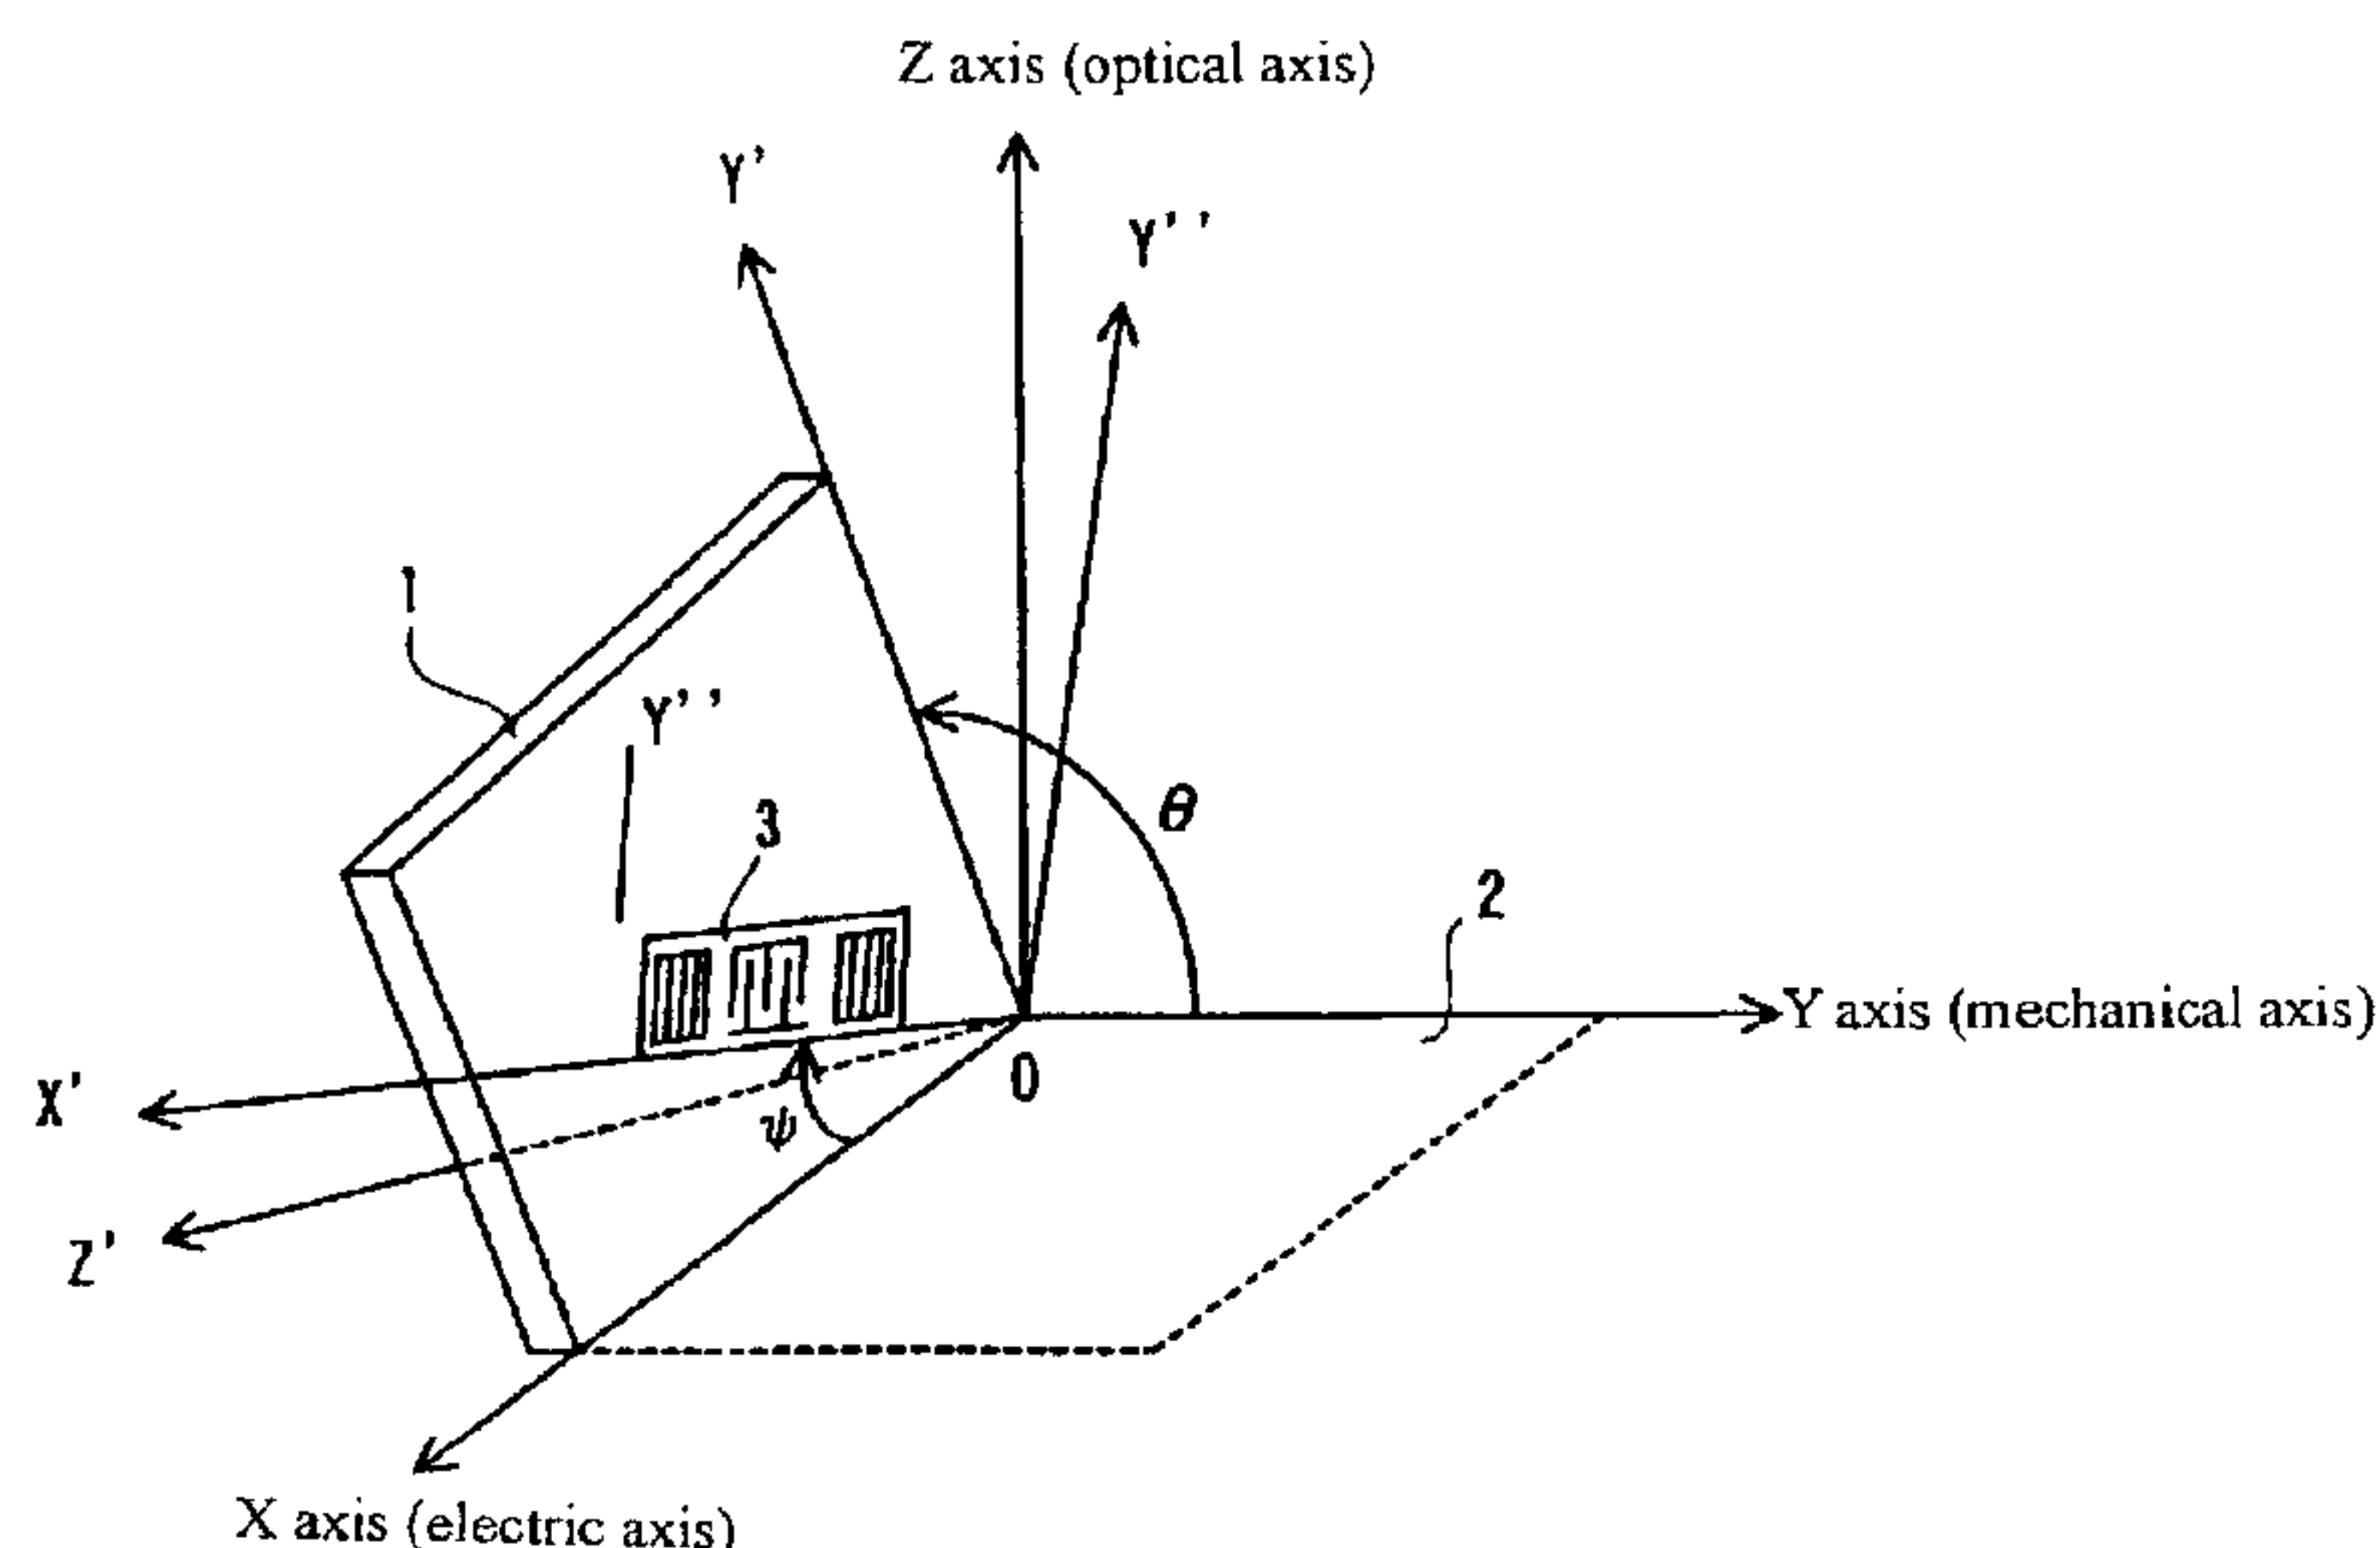 Z axis (optical axis)
Y'
Y''
1
Y''
3
θ
2
Y axis (mechanical axis)
0
X'
ψ
Z'
X axis (electric axis)